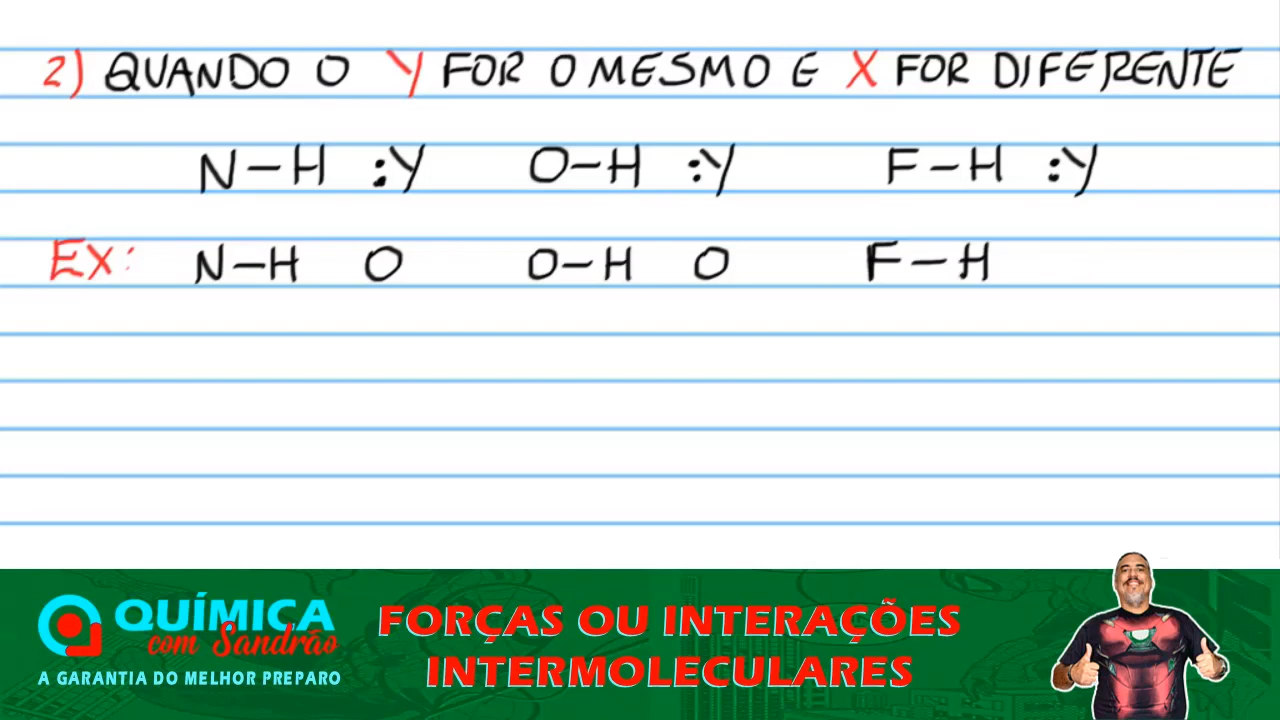 2) QUANDO O Y FOR O MESMO E X FOR DIFERENTE
N-H :Y O-H :Y F-H :Y
EX: N-H O O-H O F-H
QUÍMICA
com Sandrão
A GARANTIA DO MELHOR PREPARO
FORÇAS OU INTERAÇÕES
INTERMOLECULARES